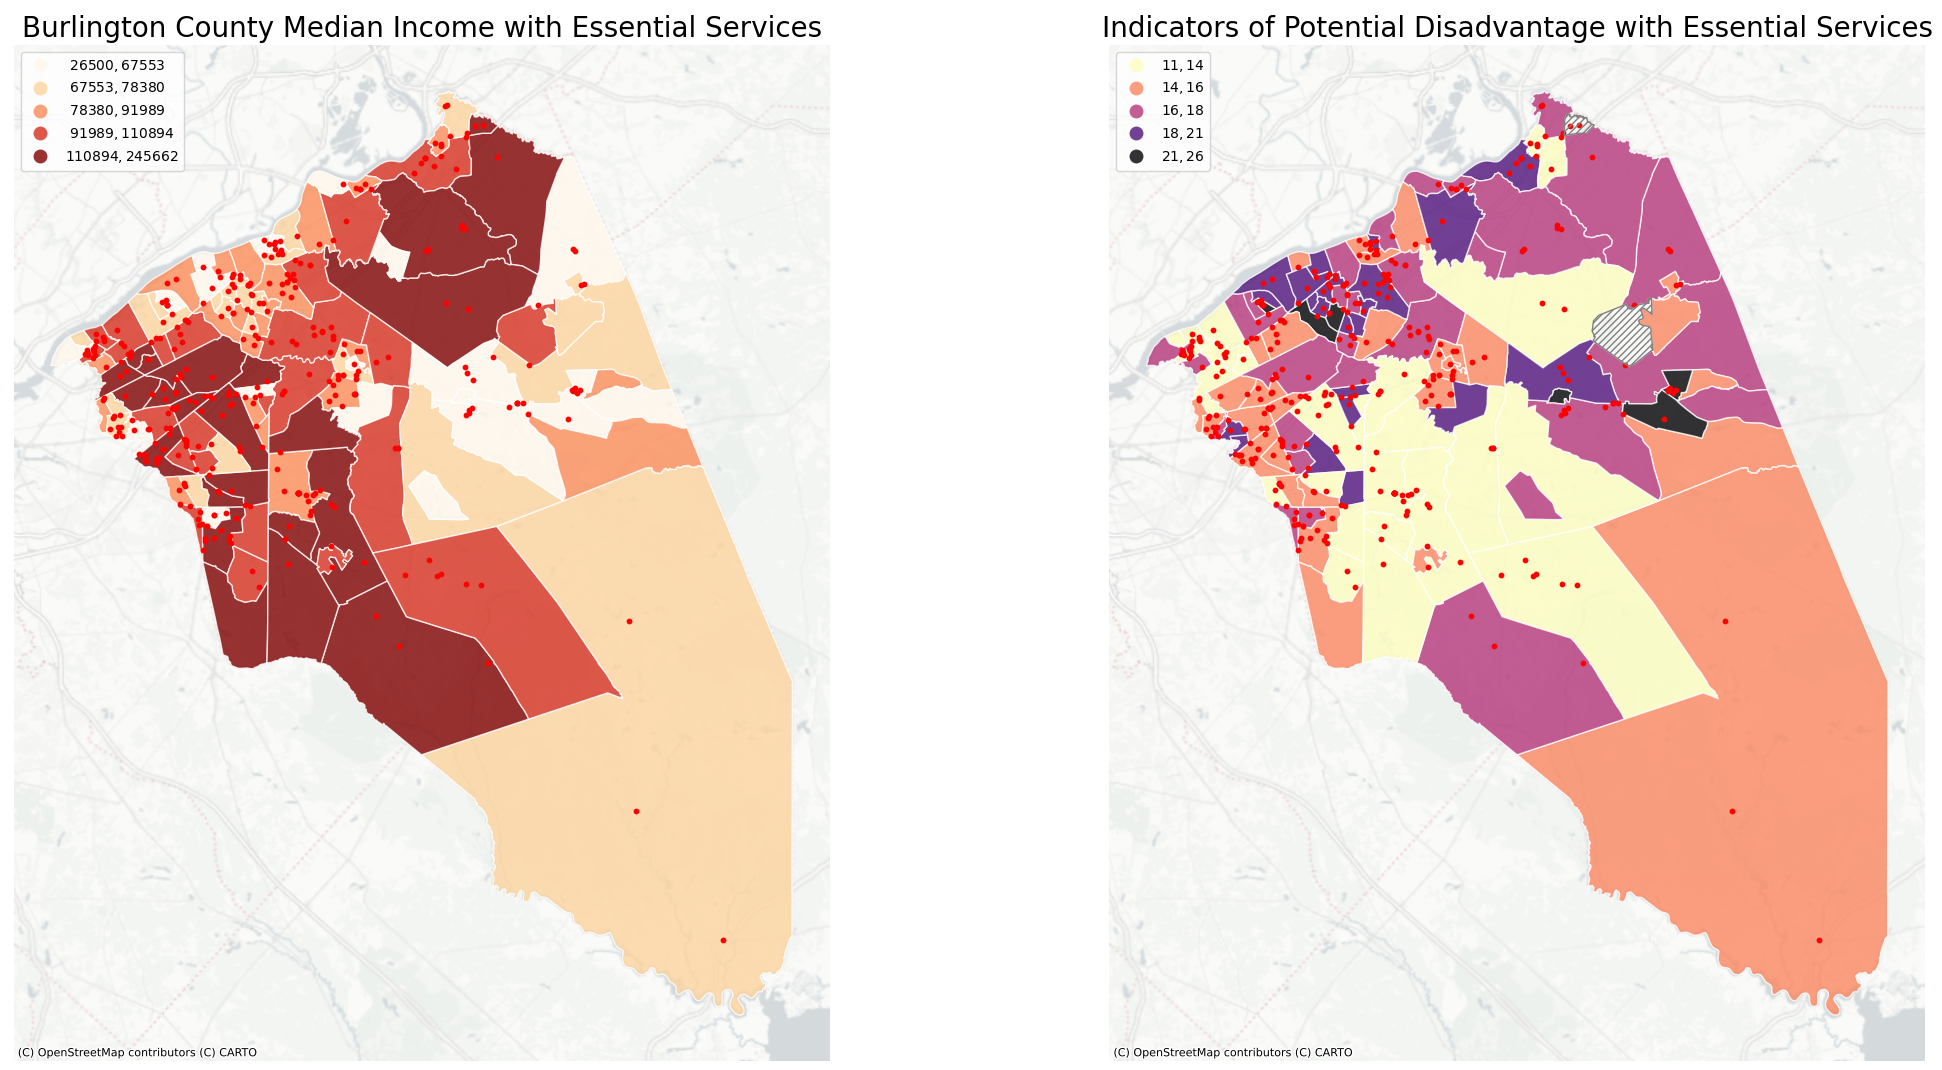 Burlington County Median Income with Essential Services
26500, 67553
67553, 78380
78380, 91989
91989, 110894
110894, 245662
(C) OpenStreetMap contributors (C) CARTO
Indicators of Potential Disadvantage with Essential Services
11, 14
14, 16
16, 18
18, 21
21, 26
(C) OpenStreetMap contributors (C) CARTO